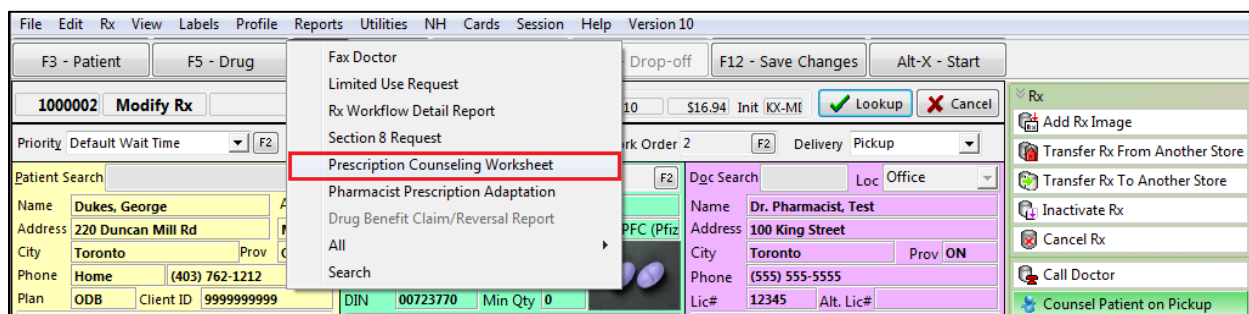 File Edit Rx View Labels Profile Reports Utilities NH Cards Session Help Version 10
F3 - Patient F5 - Drug Drop-off F12 - Save Changes Alt-X - Start
Fax Doctor
Limited Use Request
Rx Workflow Detail Report
Section 8 Request
Prescription Counseling Worksheet
Pharmacist Prescription Adaptation
Drug Benefit Claim/Reversal Report
All
Search
1000002 Modify Rx 10 $16.94) Init KX-MI Lookup Cancel
Priority Default Wait Time F2 rk Order 2 F2 Delivery Pickup
Patient Search F2 Doc Search Loc Office
Name Dukes, George Name Dr. Pharmacist, Test
Address 220 Duncan Mill Rd PFC (Pfiz Address 100 King Street
City Toronto Prov City Toronto Prov ON
Phone Home (403) 762-1212 Phone (555) 555-5555
Plan ODB Client ID 9999999999 DIN 00723770 Min Qty 0 Lic# 12345 Alt. Lic#
Rx
Add Rx Image
Transfer Rx From Another Store
Transfer Rx To Another Store
Inactivate Rx
Cancel Rx
Call Doctor
Counsel Patient on Pickup